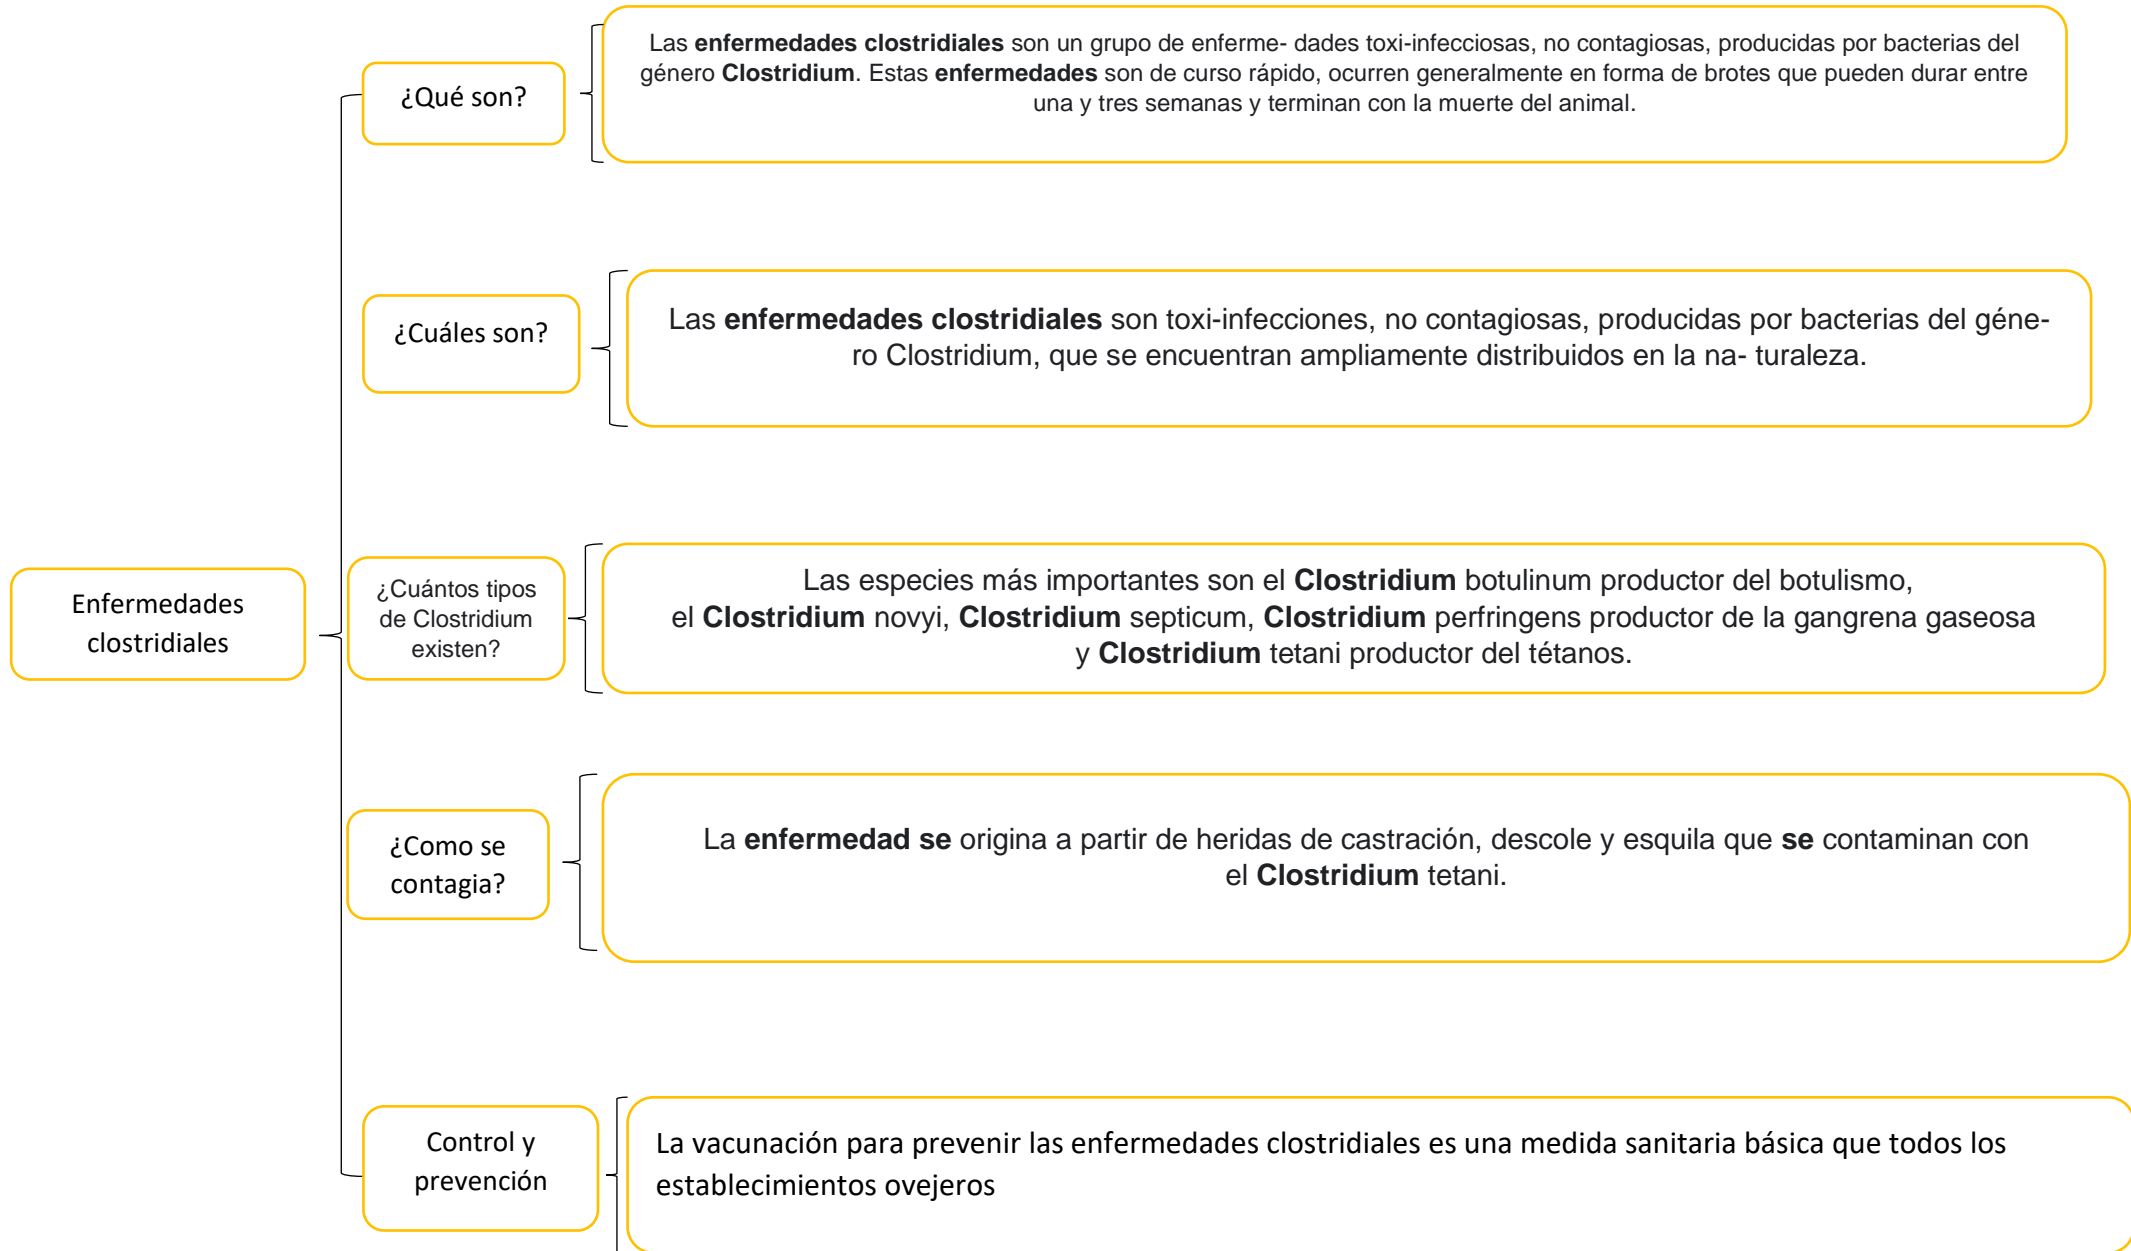 ¿Qué son?
Las enfermedades clostridiales son un grupo de enferme- dades toxi-infecciosas, no contagiosas, producidas por bacterias del
género Clostridium. Estas enfermedades son de curso rápido, ocurren generalmente en forma de brotes que pueden durar entre
una y tres semanas y terminan con la muerte del animal.
¿Cuáles son?
Las enfermedades clostridiales son toxi-infecciones, no contagiosas, producidas por bacterias del géne-
ro Clostridium, que se encuentran ampliamente distribuidos en la na- turaleza.
Enfermedades
clostridiales
¿Cuántos tipos
de Clostridium
existen?
Las especies más importantes son el Clostridium botulinum productor del botulismo,
el Clostridium novyi, Clostridium septicum, Clostridium perfringens productor de la gangrena gaseosa
y Clostridium tetani productor del tétanos.
¿Como se
contagia?
La enfermedad se origina a partir de heridas de castración, descole y esquila que se contaminan con
el Clostridium tetani.
Control y
prevención
La vacunación para prevenir las enfermedades clostridiales es una medida sanitaria básica que todos los
establecimientos ovejeros